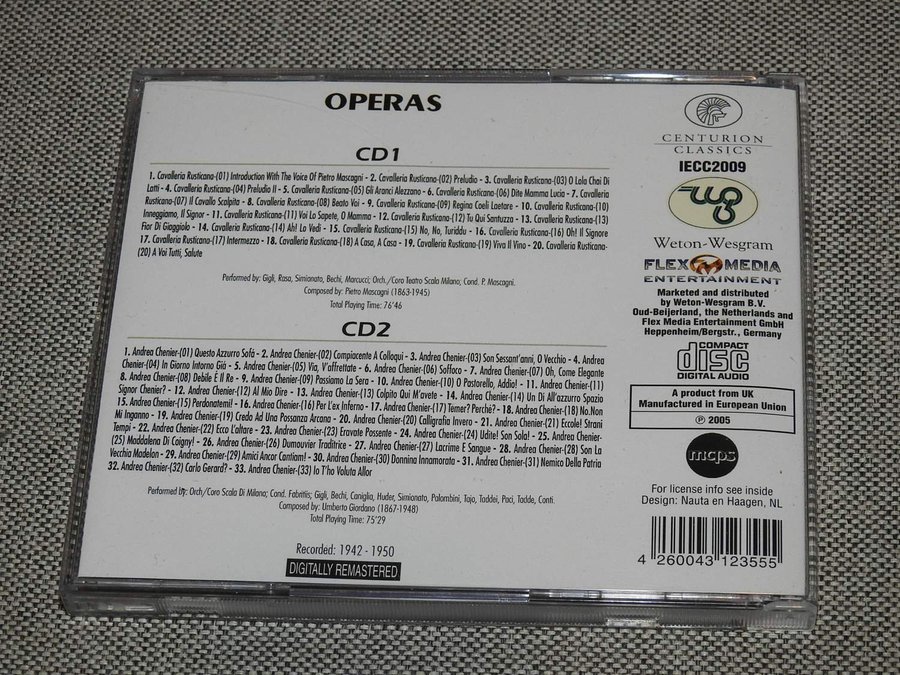 OPERAS
CD1
1. Cavalleria Rusticana-(01) Introduction With The Voice Of Pietro Mascagni - 2. Cavalleria Rusticana-(02) Preludio - 3. Cavalleria Rusticana-(03) O Lola Chai Di
Latti - 4. Cavalleria Rusticana-(04) Preludio II - 5. Cavalleria Rusticana-(05) Gli Aranci Alezzano - 6. Cavalleria Rusticana-(06) Dite Mamma Lucia - 7. Cavalleria
Rusticana-(07) Il Cavallo Scalpita - 8. Cavalleria Rusticana-(08) Beato Voi - 9. Cavalleria Rusticana-(09) Regina Coeli Laetare - 10. Cavalleria Rusticana-(10)
Inneggiamo, Il Signor - 11. Cavalleria Rusticana-(11) Voi Lo Sapete, O Mamma - 12. Cavalleria Rusticana-(12) Tu Qui Santuzza - 13. Cavalleria Rusticana-(13)
Fior Di Giaggiolo - 14. Cavalleria Rusticana-(14) Ah! Lo Vedi - 15. Cavalleria Rusticana-(15) No, No, Turiddu - 16. Cavalleria Rusticana-(16) Oh! Il Signore
17. Cavalleria Rusticana-(17) Intermezzo - 18. Cavalleria Rusticana-(18) A Casa, A Casa - 19. Cavalleria Rusticana-(19) Viva Il Vino - 20. Cavalleria Rusticana-
(20) A Voi Tutti, Salute
Performed by: Gigli, Rasa, Simionato, Bechi, Marcucci; Orch./Coro Teatro Scala Milano, Cond. P. Mascagni.
Composed by: Pietro Mascagni (1863-1945)
Total Playing Time: 76'46
CD2
1. Andrea Chenier-(01) Questo Azzurro Sofà - 2. Andrea Chenier-(02) Compiacente A Colloqui - 3. Andrea Chenier-(03) Son Sessant'anni, O Vecchio - 4. Andrea
Chenier-(04) In Giorno Intorno Già - 5. Andrea Chenier-(05) Via, V'affrettate - 6. Andrea Chenier-(06) Soffoco - 7. Andrea Chenier-(07) Oh, Come Elegante
8. Andrea Chenier-(08) Debile È Il Re - 9. Andrea Chenier-(09) Passiamo La Sera - 10. Andrea Chenier-(10) O Pastorello, Addio! - 11. Andrea Chenier-(11)
Signor Chenier? - 12. Andrea Chenier-(12) Al Mio Dire - 13. Andrea Chenier-(13) Colpito Qui M'avete - 14. Andrea Chenier-(14) Un Di All'azzurro Spazio
15. Andrea Chenier-(15) Perdonatemi! - 16. Andrea Chenier-(16) Per L'ex Inferno - 17. Andrea Chenier-(17) Temer? Perchè? - 18. Andrea Chenier-(18) No.Non
Mi Inganno - 19. Andrea Chenier-(19) Credo Ad Una Possanza Arcana - 20. Andrea Chenier-(20) Calligrafia Invero - 21. Andrea Chenier-(21) Eccole! Strani
Tempi - 22. Andrea Chenier-(22) Ecco L'altare - 23. Andrea Chenier-(23) Eravate Possente - 24. Andrea Chenier-(24) Udite! Son Sola! - 25. Andrea Chenier-
(25) Maddalena Di Coigny! - 26. Andrea Chenier-(26) Dumouvier Traditrice - 27. Andrea Chenier-(27) Lacrime E Sangue - 28. Andrea Chenier-(28) Son La
Vecchia Madelon - 29. Andrea Chenier-(29) Amici Ancor Cantiam! - 30. Andrea Chenier-(30) Donnina Innamorata - 31. Andrea Chenier-(31) Nemico Della Patria
32. Andrea Chenier-(32) Carlo Gerard? - 33. Andrea Chenier-(33) Io T'ho Voluta Allor
Performed by: Orch/Coro Scala Di Milano; Cond. Fabritiis; Gigli, Bechi, Caniglia, Huder, Simionato, Palombini, Tajo, Taddei, Paci, Tadde, Conti.
Composed by: Umberto Giordano (1867-1948)
Total Playing Time: 75'29
Recorded: 1942 - 1950
DIGITALLY REMASTERED
CENTURION
CLASSICS
IECC2009
wg
Weton-Wesgram
FLEX MEDIA
ENTERTAINMENT
Marketed and distributed
by Weton-Wesgram B.V.
Oud-Beijerland, the Netherlands and
Flex Media Entertainment GmbH
Heppenheim/Bergstr., Germany
COMPACT
disc
DIGITAL AUDIO
A product from UK
Manufactured in European Union
℗ 2005
mcps
For license info see inside
Design: Nauta en Haagen, NL
4 260043 123555